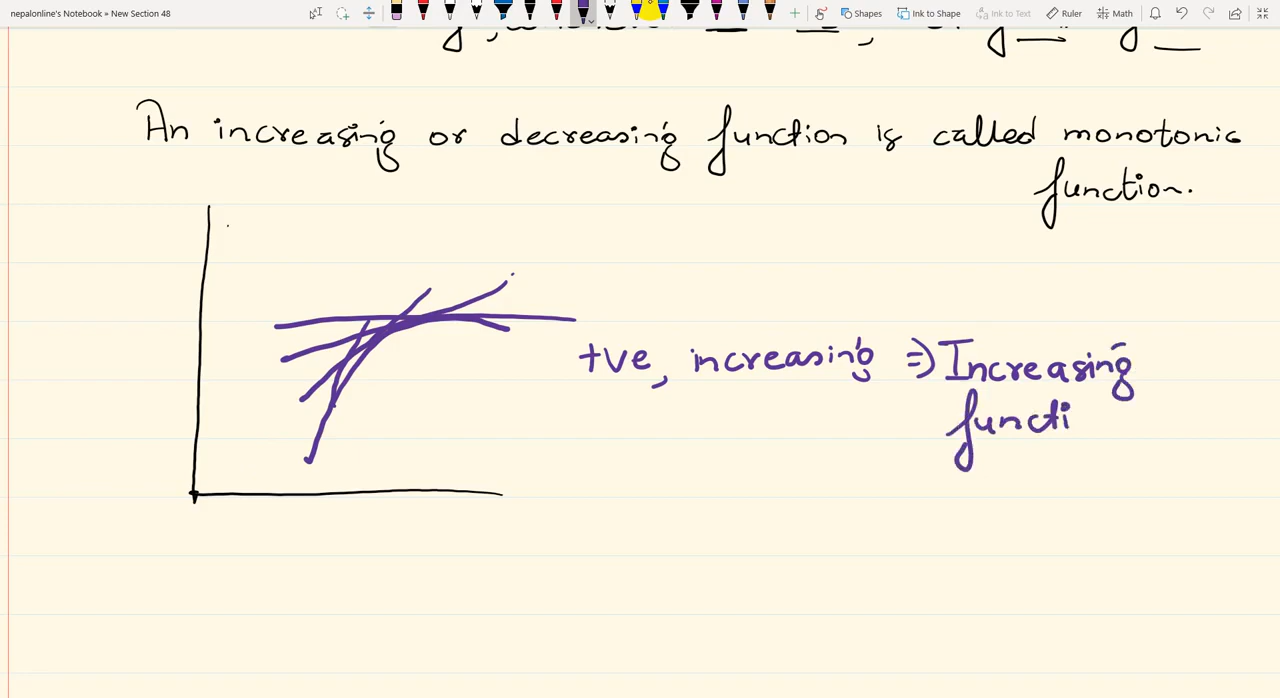 nepalonline's Notebook » New Section 48
Shapes Ink to Shape Ink to Text Ruler Math
An increasing or decreasing function is called monotonic
function.
+ve, increasing ⇒ Increasing
functi